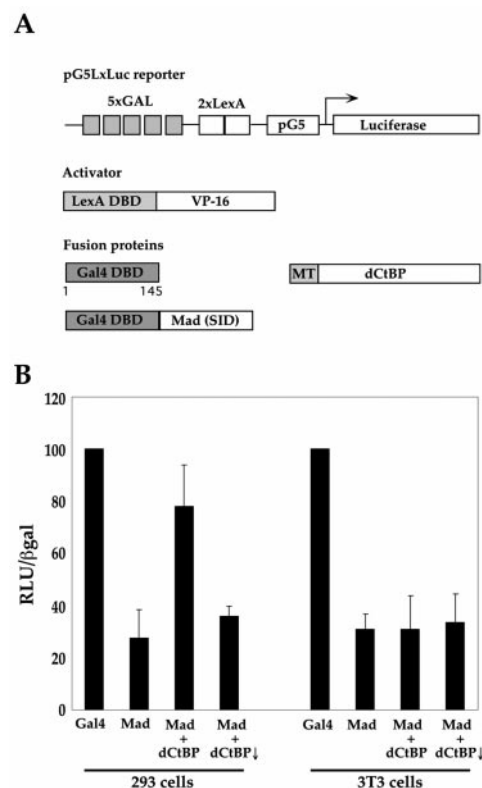 A
pG5LxLuc reporter
5xGAL
2xLexA
pG5
Luciferase
Activator
LexA DBD
VP-16
Fusion proteins
Gal4 DBD
1
145
MT
dCtBP
Gal4 DBD
Mad (SID)
B
RLU/βgal
120
100
80
60
40
20
0
Gal4
Mad
Mad
+
dCtBP
Mad
+
dCtBP↓
Gal4
Mad
Mad
+
dCtBP
Mad
+
dCtBP↓
293 cells
3T3 cells